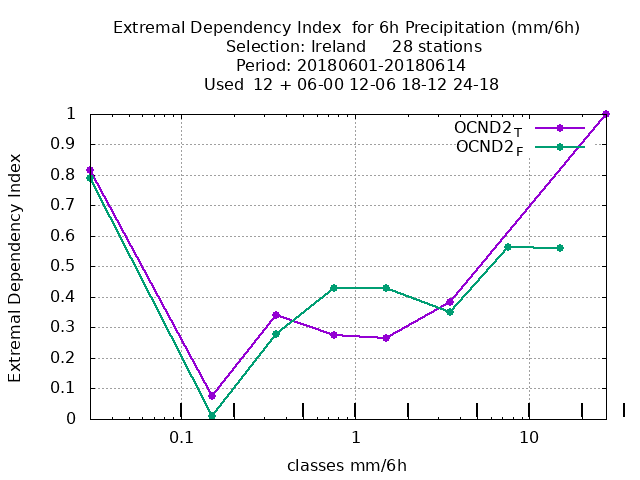 Extremal Dependency Index  for 6h Precipitation (mm/6h)
Selection: Ireland     28 stations
Period: 20180601-20180614
Used  12 + 06-00 12-06 18-12 24-18
OCND2T
OCND2F
Extremal Dependency Index
1
0.9
0.8
0.7
0.6
0.5
0.4
0.3
0.2
0.1
0
0.1
1
10
classes mm/6h